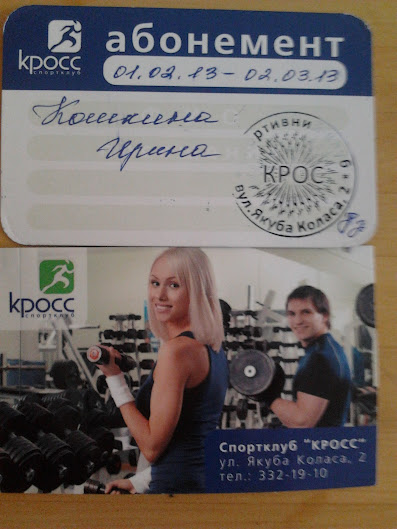 кросс
спортклуб
абонемент
01.02.13 – 02.03.13
Кошкина
Ирина
ртивни
КРОС
вул. Якуба Коласа, 2
кросс
спортклуб
Спортклуб "КРОСС"
ул. Якуба Коласа, 2
тел.: 332-19-10